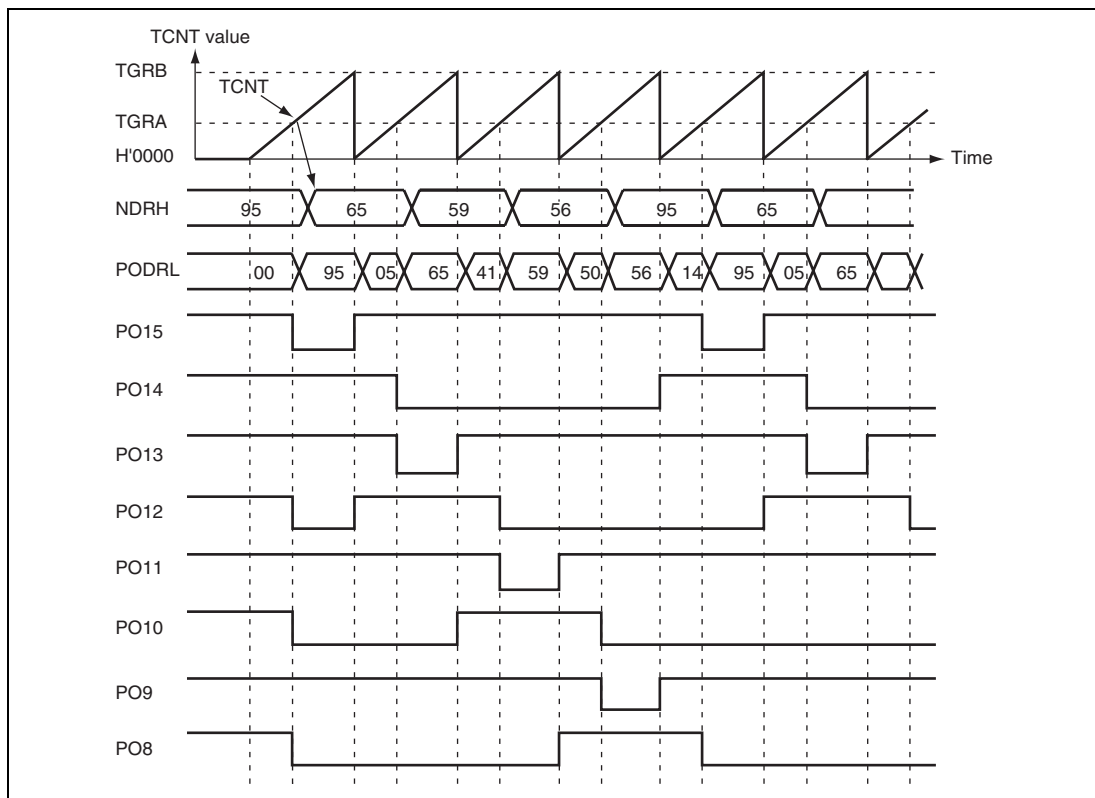 TCNT value
TGRB
TCNT
TGRA
H'0000
Time
NDRH 95 65 59 56 95 65
PODRL 00 95 05 65 41 59 50 56 14 95 05 65
PO15
PO14
PO13
PO12
PO11
PO10
PO9
PO8